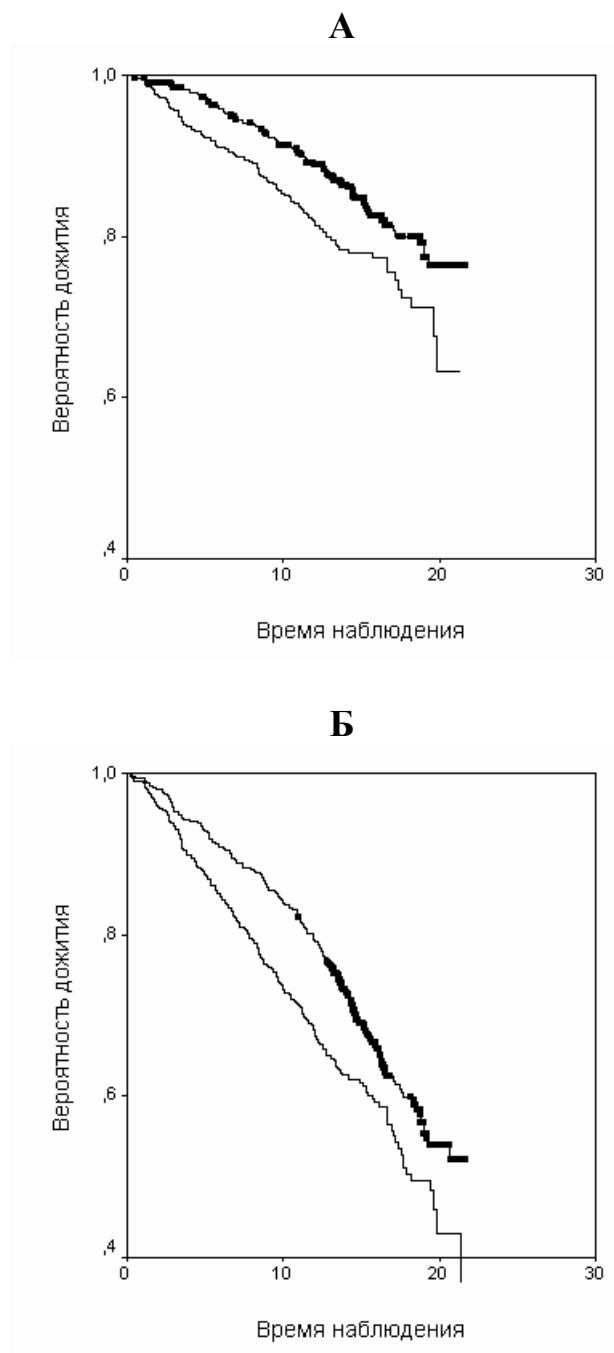 А
1,0
,8
,6
,4
0
10
20
30
Вероятность дожития
Время наблюдения
Б
1,0
,8
,6
,4
0
10
20
30
Вероятность дожития
Время наблюдения